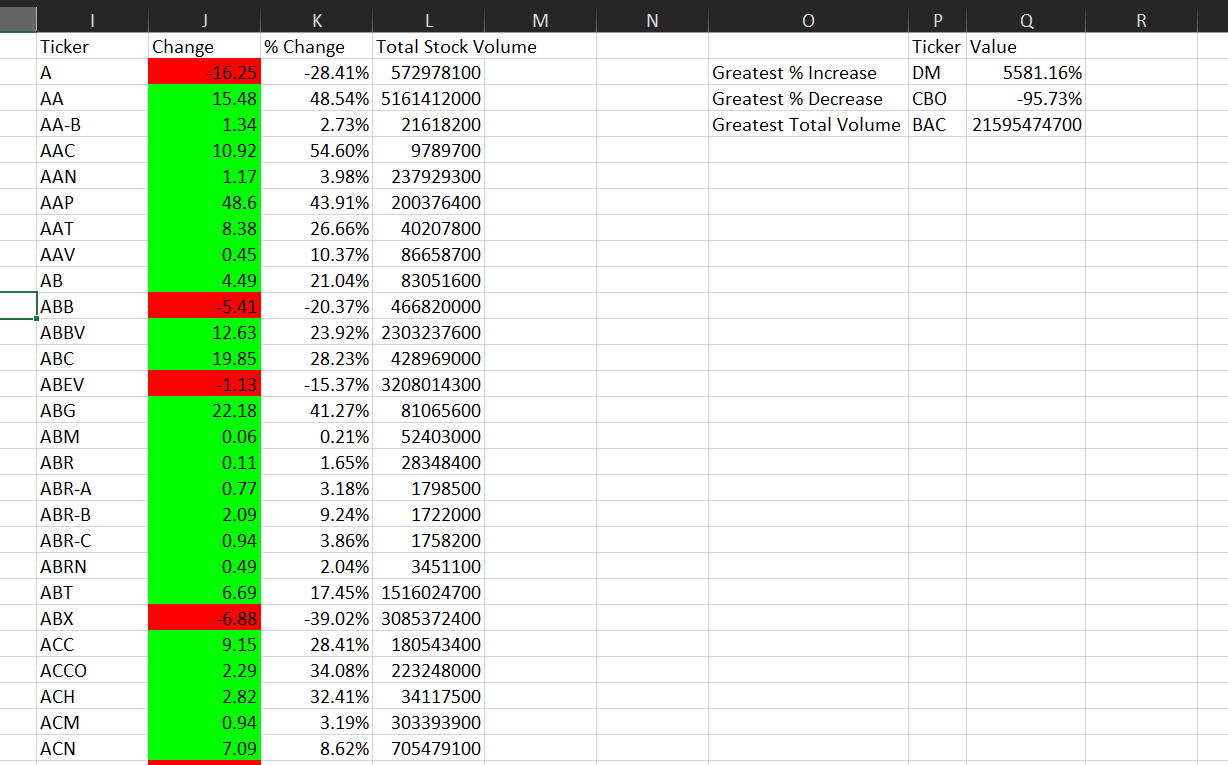 I J K L M N O P Q R
Ticker Change % Change Total Stock Volume Ticker Value
A -16.25 -28.41% 572978100 Greatest % Increase DM 5581.16%
AA 15.48 48.54% 5161412000 Greatest % Decrease CBO -95.73%
AA-B 1.34 2.73% 21618200 Greatest Total Volume BAC 21595474700
AAC 10.92 54.60% 9789700
AAN 1.17 3.98% 237929300
AAP 48.6 43.91% 200376400
AAT 8.38 26.66% 40207800
AAV 0.45 10.37% 86658700
AB 4.49 21.04% 83051600
ABB -5.41 -20.37% 466820000
ABBV 12.63 23.92% 2303237600
ABC 19.85 28.23% 428969000
ABEV -1.13 -15.37% 3208014300
ABG 22.18 41.27% 81065600
ABM 0.06 0.21% 52403000
ABR 0.11 1.65% 28348400
ABR-A 0.77 3.18% 1798500
ABR-B 2.09 9.24% 1722000
ABR-C 0.94 3.86% 1758200
ABRN 0.49 2.04% 3451100
ABT 6.69 17.45% 1516024700
ABX -6.88 -39.02% 3085372400
ACC 9.15 28.41% 180543400
ACCO 2.29 34.08% 223248000
ACH 2.82 32.41% 34117500
ACM 0.94 3.19% 303393900
ACN 7.09 8.62% 705479100